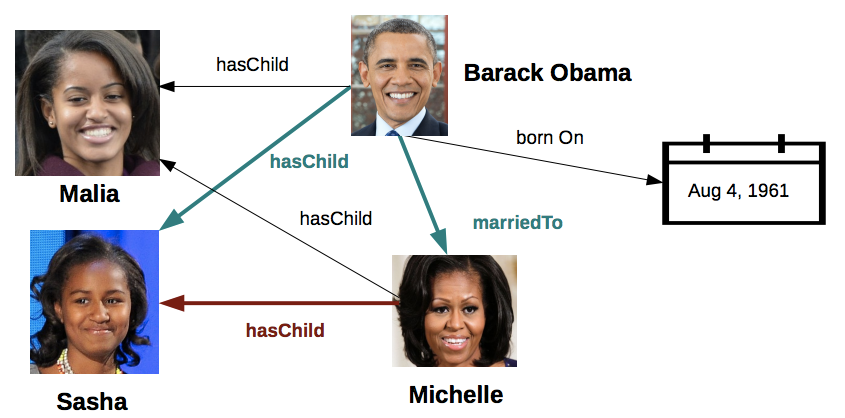 hasChild
Barack Obama
born On
hasChild
Aug 4, 1961
Malia
hasChild
marriedTo
hasChild
Michelle
Sasha